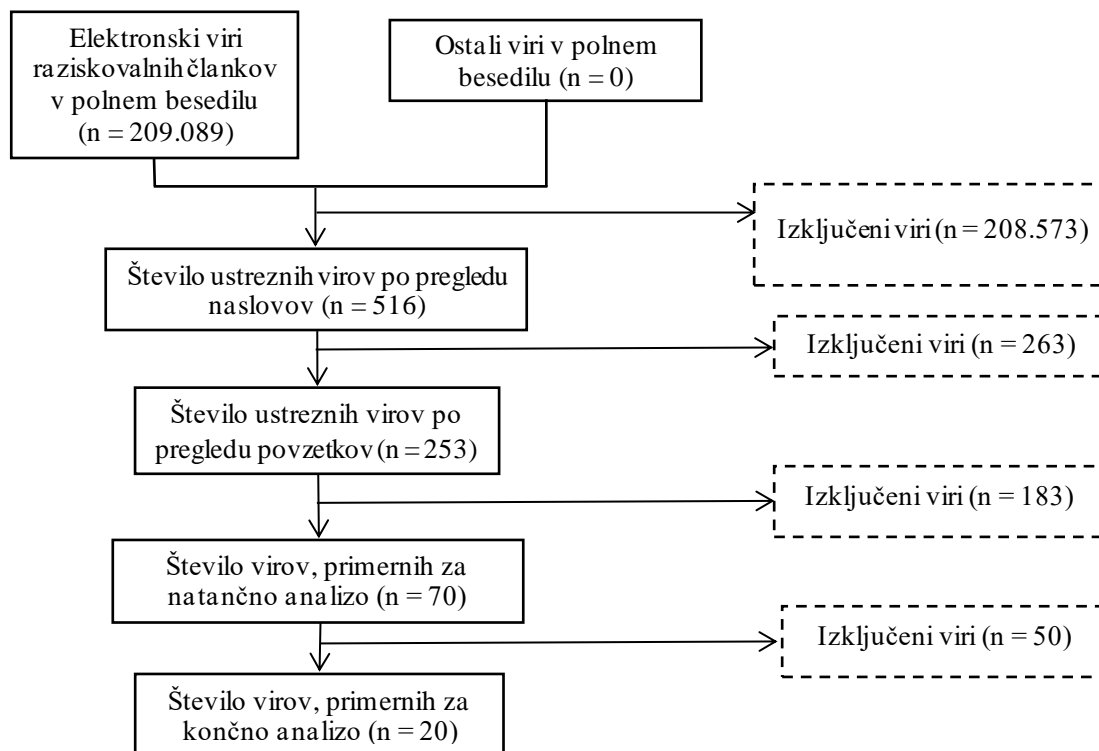 Elektronski viri
raziskovalnih člankov
v polnem besedilu
(n = 209.089)
Ostali viri v polnem
besedilu (n = 0)
Izključeni viri (n = 208.573)
Število ustreznih virov po pregledu
naslovov (n = 516)
Izključeni viri (n = 263)
Število ustreznih virov po
pregledu povzetkov (n = 253)
Izključeni viri (n = 183)
Število virov, primernih za
natančno analizo (n = 70)
Izključeni viri (n = 50)
Število virov, primernih za
končno analizo (n = 20)